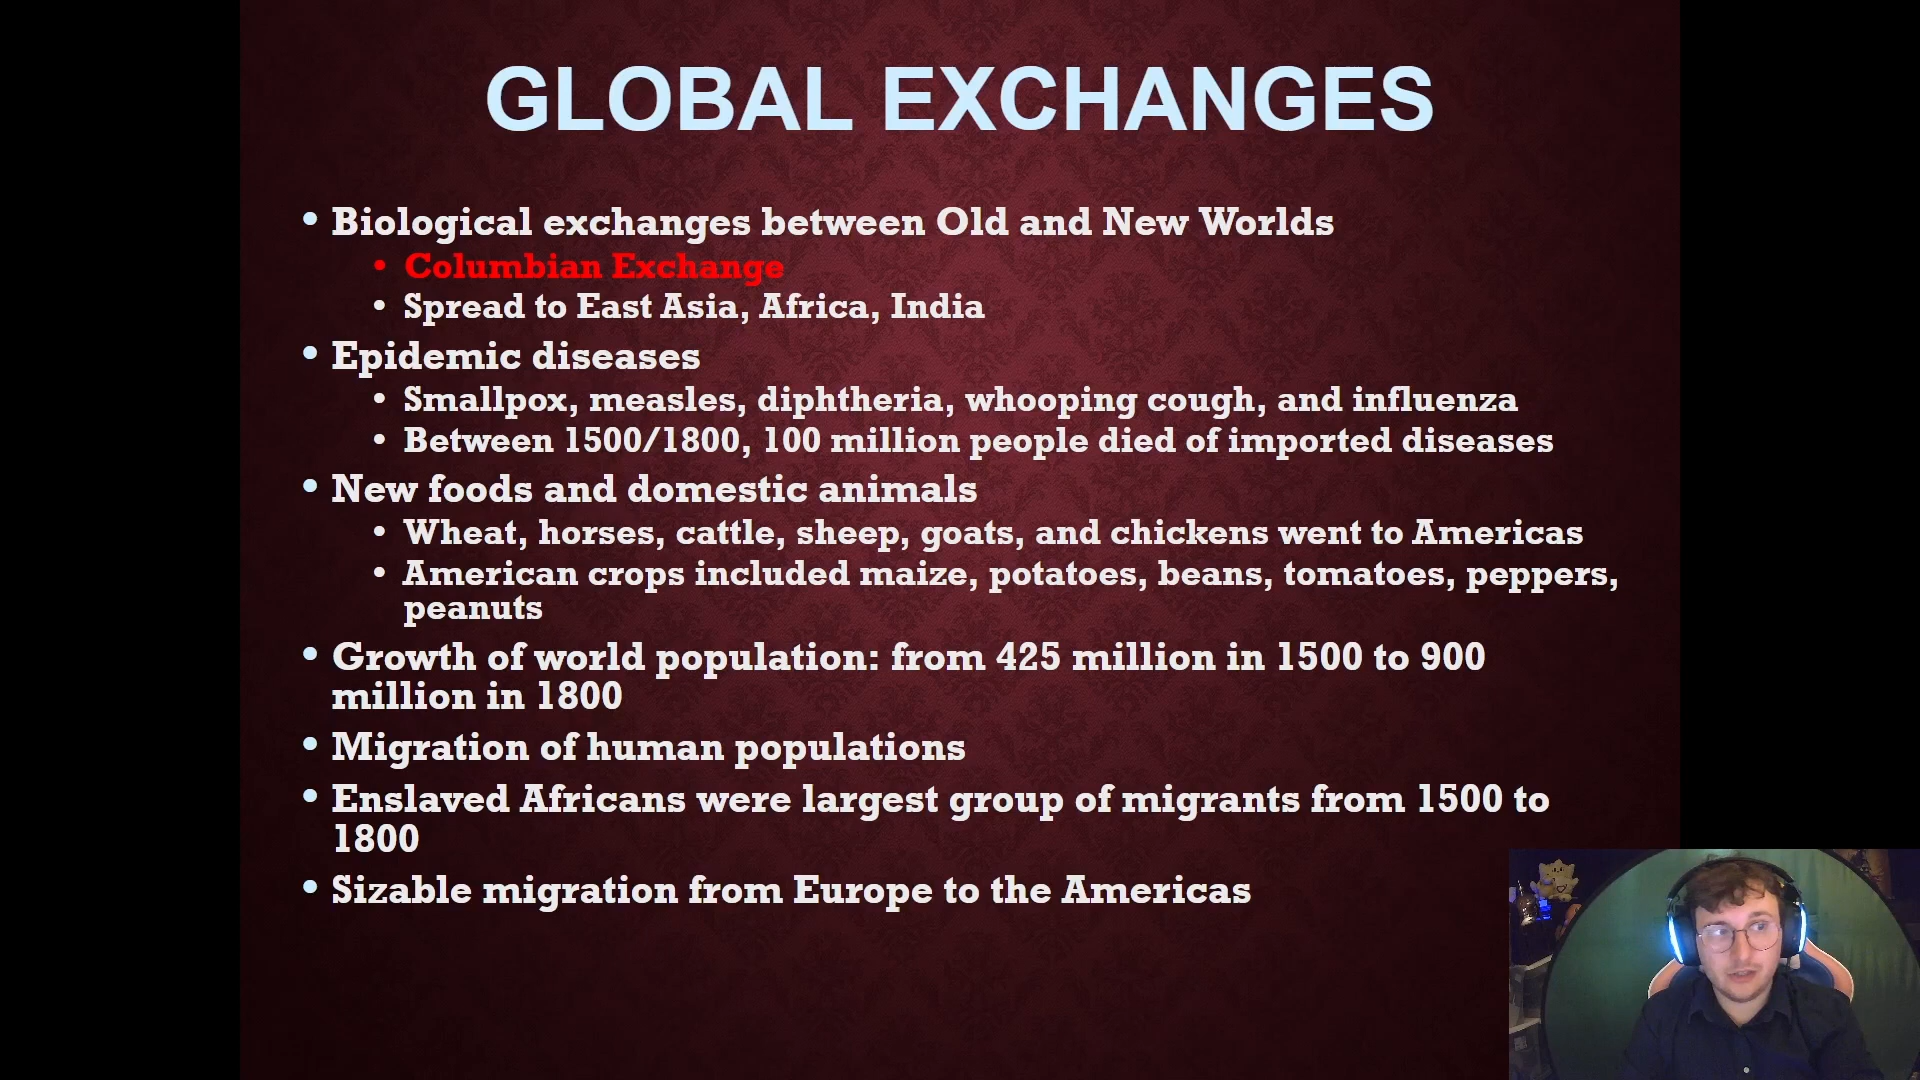 GLOBAL EXCHANGES
• Biological exchanges between Old and New Worlds
• Columbian Exchange
• Spread to East Asia, Africa, India
• Epidemic diseases
• Smallpox, measles, diphtheria, whooping cough, and influenza
• Between 1500/1800, 100 million people died of imported diseases
• New foods and domestic animals
• Wheat, horses, cattle, sheep, goats, and chickens went to Americas
• American crops included maize, potatoes, beans, tomatoes, peppers,
peanuts
• Growth of world population: from 425 million in 1500 to 900
million in 1800
• Migration of human populations
• Enslaved Africans were largest group of migrants from 1500 to
1800
• Sizable migration from Europe to the Americas